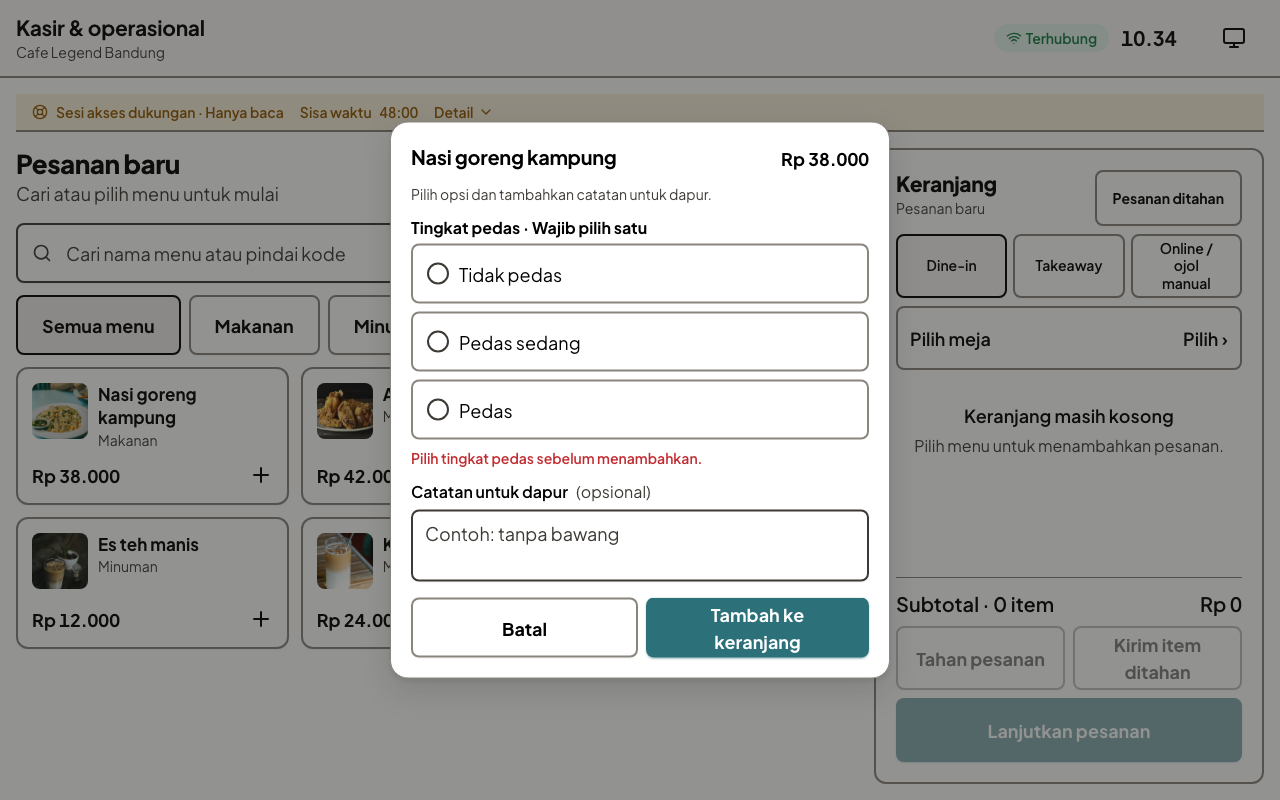 Kasir & operasional
Cafe Legend Bandung
Terhubung
10.34
Sesi akses dukungan · Hanya baca
Sisa waktu 48:00
Detail
Pesanan baru
Cari atau pilih menu untuk mulai
Cari nama menu atau pindai kode
Semua menu
Makanan
Nasi goreng
kampung
Makanan
Rp 38.000
Es teh manis
Minuman
Rp 12.000
Nasi goreng kampung
Rp 38.000
Pilih opsi dan tambahkan catatan untuk dapur.
Tingkat pedas · Wajib pilih satu
Tidak pedas
Pedas sedang
Pedas
Pilih tingkat pedas sebelum menambahkan.
Catatan untuk dapur (opsional)
Contoh: tanpa bawang
Batal
Tambah ke
keranjang
Keranjang
Pesanan baru
Pesanan ditahan
Dine-in
Takeaway
Online /
ojol
manual
Pilih meja
Pilih ›
Keranjang masih kosong
Pilih menu untuk menambahkan pesanan.
Subtotal · 0 item
Rp 0
Tahan pesanan
Kirim item
ditahan
Lanjutkan pesanan